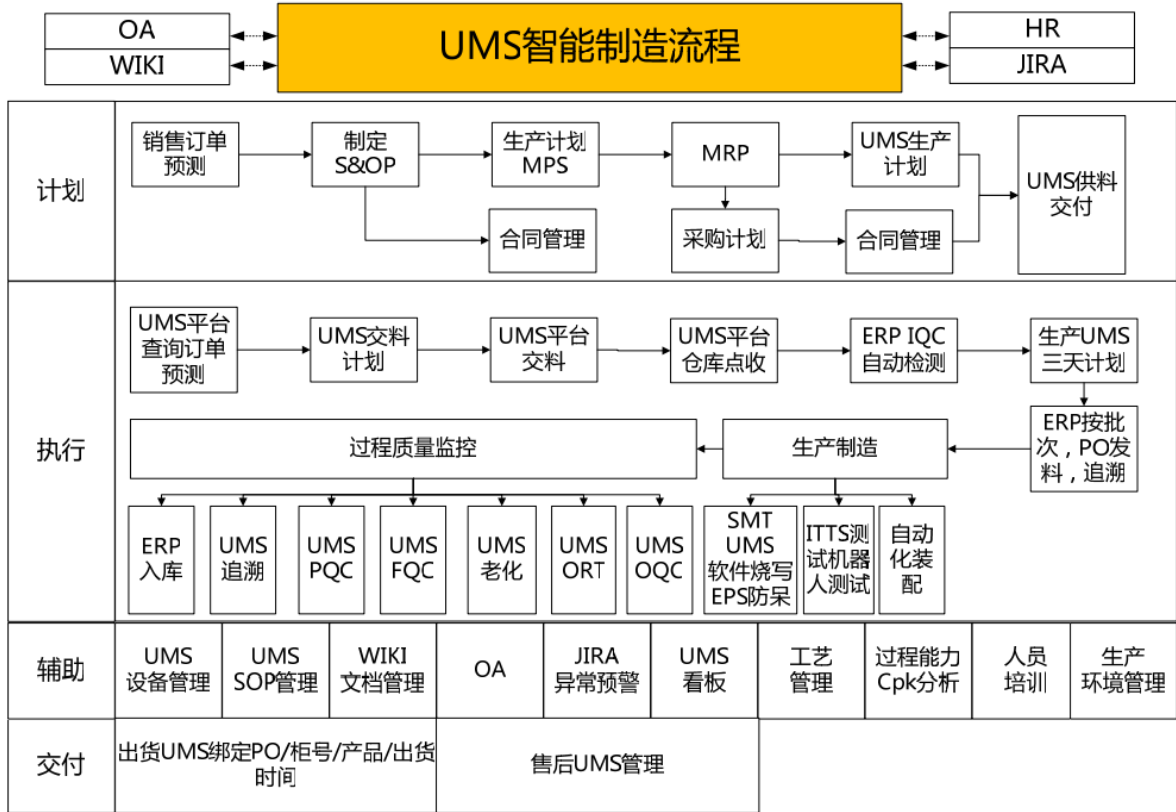 OA
WIKI
UMS智能制造流程
HR
JIRA
计划
销售订单
预测
制定
S&OP
生产计划
MPS
MRP
UMS生产
计划
UMS供料
交付
合同管理
采购计划
合同管理
执行
UMS平台
查询订单
预测
UMS交料
计划
UMS平台
交料
UMS平台
仓库点收
ERP IQC
自动检测
生产UMS
三天计划
过程质量监控
生产制造
ERP按批
次，PO发
料，追溯
ERP
入库
UMS
追溯
UMS
PQC
UMS
FQC
UMS
老化
UMS
ORT
UMS
OQC
SMT
UMS
软件烧写
EPS防呆
ITTS测
试机器
人测试
自动
化装
配
辅助
UMS
设备管理
UMS
SOP管理
WIKI
文档管理
OA
JIRA
异常预警
UMS
看板
工艺
管理
过程能力
Cpk分析
人员
培训
生产
环境管理
交付
出货UMS绑定PO/柜号/产品/出货
时间
售后UMS管理